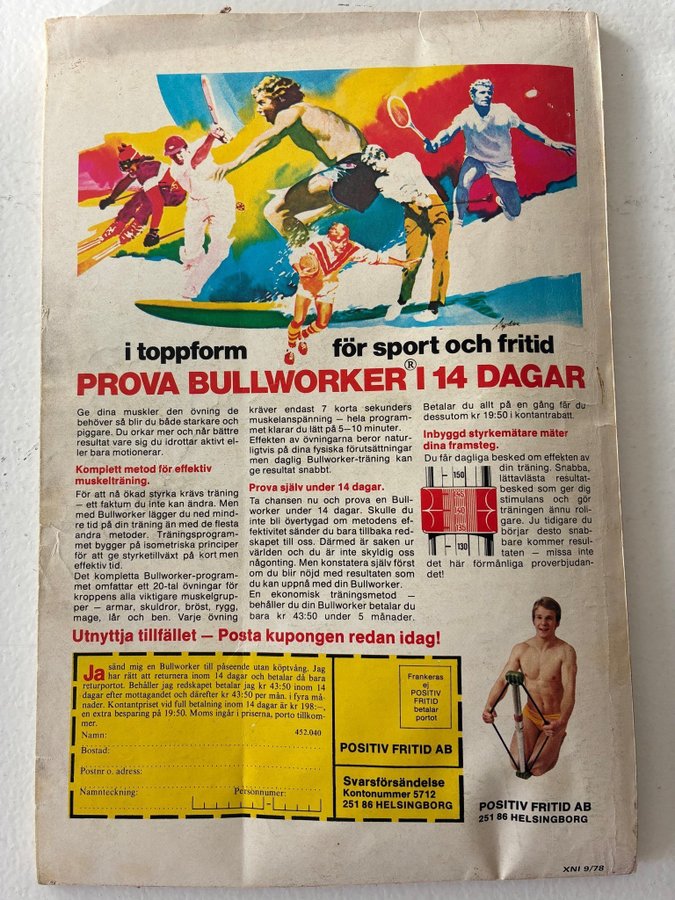 i toppform för sport och fritid
PROVA BULLWORKER® I 14 DAGAR
Ge dina muskler den övning de
behöver så blir du både starkare och
piggare. Du orkar mer och når bättre
resultat vare sig du idrottar aktivt el-
ler bara motionerar.
Komplett metod för effektiv
muskelträning.
För att nå ökad styrka krävs träning
– ett faktum du inte kan ändra. Men
med Bullworker lägger du ned mind-
re tid på din träning än med de flesta
andra metoder. Träningsprogram-
met bygger på isometriska principer
för att ge styrketillväxt på kort men
effektiv tid.
Det kompletta Bullworker-program-
met omfattar ett 20-tal övningar för
kroppens alla viktigare muskelgrup-
per – armar, skuldror, bröst, rygg,
mage, lår och ben. Varje övning
kräver endast 7 korta sekunders
muskelanspänning – hela program-
met klarar du lätt på 5–10 minuter.
Effekten av övningarna beror natur-
ligtvis på dina fysiska förutsättningar
men daglig Bullworker-träning kan
ge resultat snabbt.
Prova själv under 14 dagar.
Ta chansen nu och prova en Bull-
worker under 14 dagar. Skulle du
inte bli övertygad om metodens ef-
fektivitet sänder du bara tillbaka red-
skapet till oss. Därmed är saken ur
världen och du är inte skyldig oss
någonting. Men konstatera själv först
om du blir nöjd med resultaten som
du kan uppnå med din Bullworker.
En ekonomisk träningsmetod –
behåller du din Bullworker betalar du
bara kr 43:50 under 5 månader.
Betalar du allt på en gång får du
dessutom kr 19:50 i kontantrabatt.
Inbyggd styrkemätare mäter
dina framsteg.
Du får dagliga besked om effekten av
din träning. Snabba,
lättavlästa resultat-
besked som ger dig
stimulans och gör
träningen ännu roli-
gare. Ju tidigare du
börjar desto snab-
bare kommer resul-
taten – missa inte
det här förmånliga proverbjudan-
det!
150
145
140
135
130
Utnyttja tillfället – Posta kupongen redan idag!
Ja sänd mig en Bullworker till påseende utan köptvång. Jag
har rätt att returnera inom 14 dagar och betalar då bara
returportot. Behåller jag redskapet betalar jag kr 43:50 inom 14
dagar efter mottagandet och därefter kr 43:50 per mån. i fyra må-
nader. Kontantpriset vid full betalning inom 14 dagar är kr 198:–,
en extra besparing på 19:50. Moms ingår i priserna, porto tillkom-
mer.
452.040
Namn:
Bostad:
Postnr o. adress:
Namnteckning: Personnummer:
Frankeras
ej
POSITIV
FRITID
betalar
portot
POSITIV FRITID AB
Svarsförsändelse
Kontonummer 5712
251 86 HELSINGBORG
POSITIV FRITID AB
251 86 HELSINGBORG
XNI 9/78